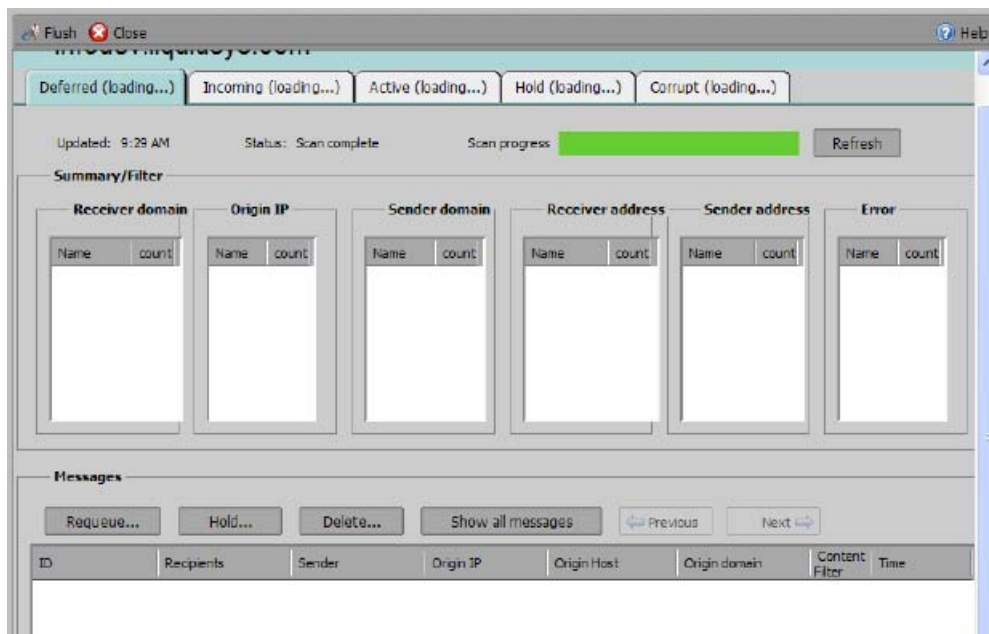 Flush Close Help
Deferred (loading...) Incoming (loading...) Active (loading...) Hold (loading...) Corrupt (loading...)
Updated: 9:29 AM Status: Scan complete Scan progress Refresh
Summary/Filter
Receiver domain Origin IP Sender domain Receiver address Sender address Error
Name count Name count Name count Name count Name count Name count
Messages
Requeue... Hold... Delete... Show all messages Previous Next
ID Recipients Sender Origin IP Origin Host Origin domain Content Filter Time